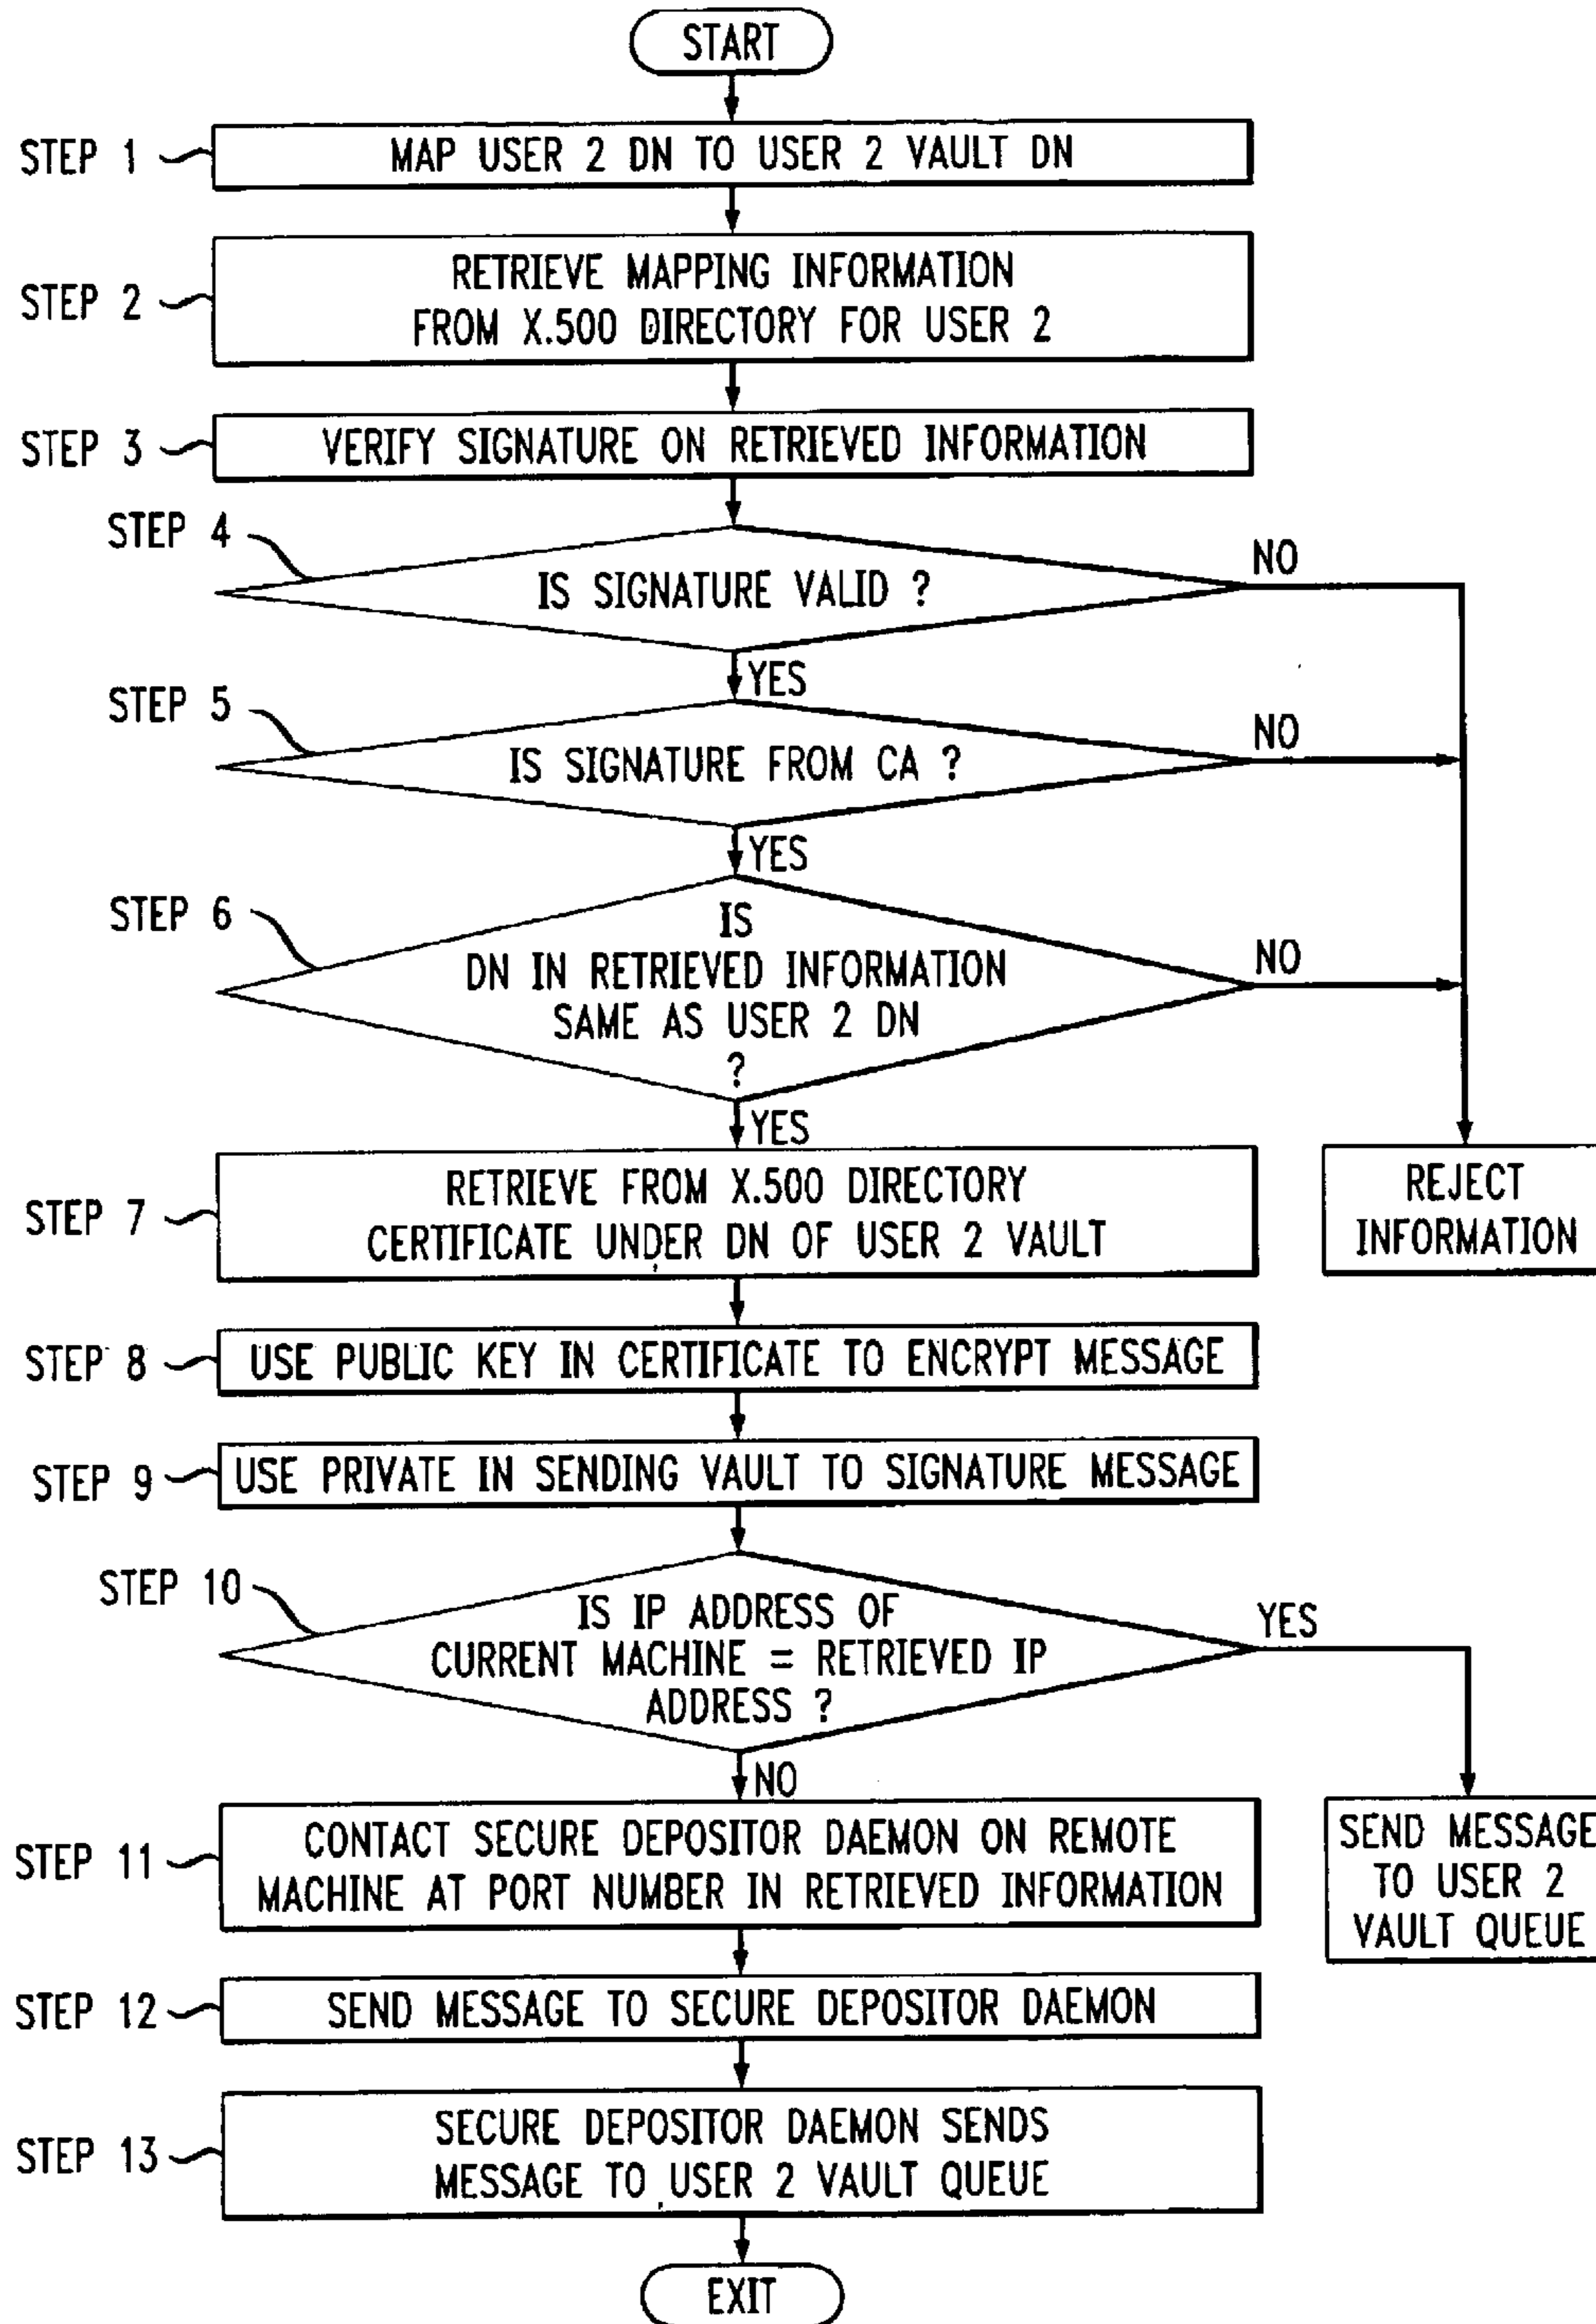 START
STEP 1
MAP USER 2 DN TO USER 2 VAULT DN
STEP 2
RETRIEVE MAPPING INFORMATION
FROM X.500 DIRECTORY FOR USER 2
STEP 3
VERIFY SIGNATURE ON RETRIEVED INFORMATION
STEP 4
IS SIGNATURE VALID ?
NO
YES
STEP 5
IS SIGNATURE FROM CA ?
NO
YES
STEP 6
IS
DN IN RETRIEVED INFORMATION
SAME AS USER 2 DN
?
NO
YES
STEP 7
RETRIEVE FROM X.500 DIRECTORY
CERTIFICATE UNDER DN OF USER 2 VAULT
REJECT
INFORMATION
STEP 8
USE PUBLIC KEY IN CERTIFICATE TO ENCRYPT MESSAGE
STEP 9
USE PRIVATE IN SENDING VAULT TO SIGNATURE MESSAGE
STEP 10
IS IP ADDRESS OF
CURRENT MACHINE = RETRIEVED IP
ADDRESS ?
YES
NO
STEP 11
CONTACT SECURE DEPOSITOR DAEMON ON REMOTE
MACHINE AT PORT NUMBER IN RETRIEVED INFORMATION
SEND MESSAGE
TO USER 2
VAULT QUEUE
STEP 12
SEND MESSAGE TO SECURE DEPOSITOR DAEMON
STEP 13
SECURE DEPOSITOR DAEMON SENDS
MESSAGE TO USER 2 VAULT QUEUE
EXIT